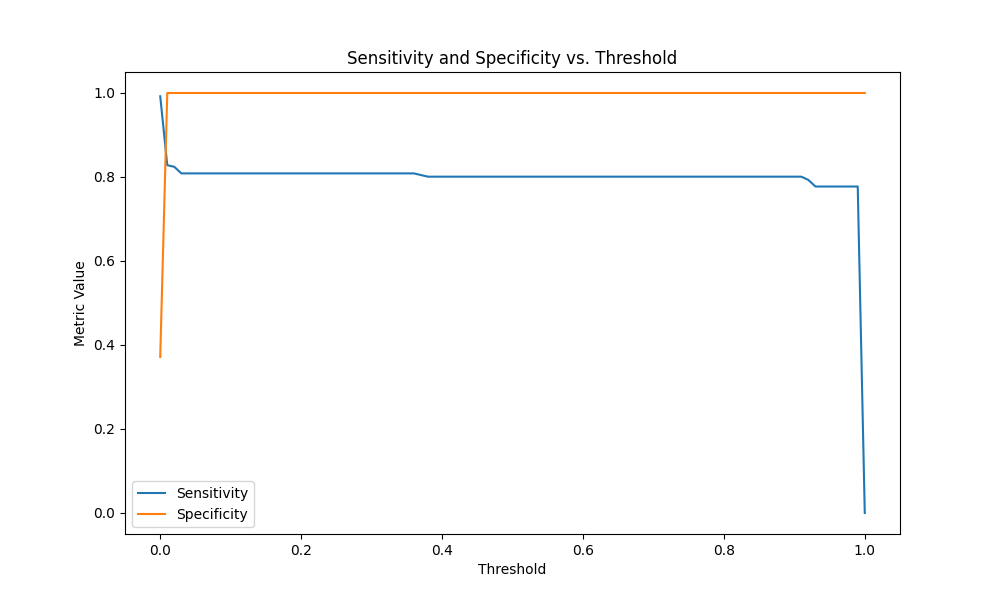 Sensitivity and Specificity vs. Threshold
1.0
0.8
0.6
0.4
0.2
0.0
Metric Value
Sensitivity
Specificity
0.0 0.2 0.4 0.6 0.8 1.0
Threshold